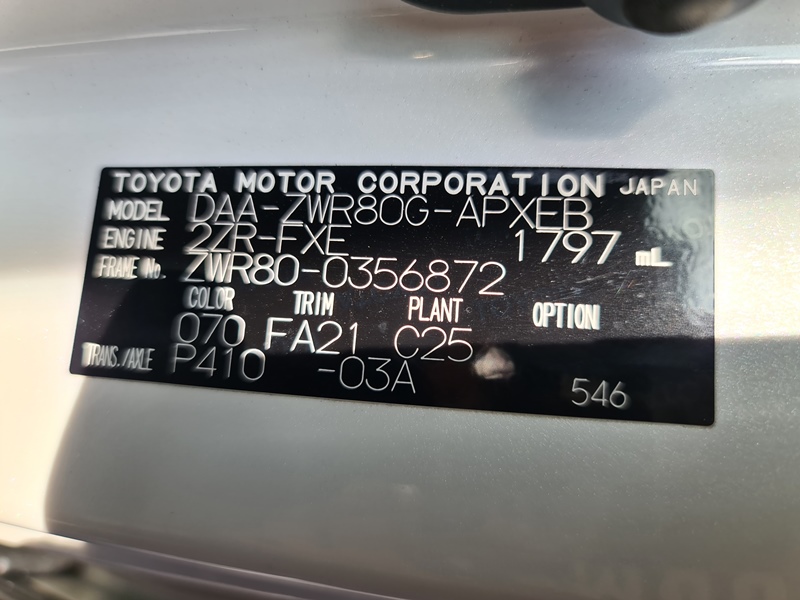 TOYOTA MOTOR CORPORATION JAPAN
MODEL DAA-ZWR80G-APXEB
ENGINE 2ZR-FXE 1797 mL
FRAME No. ZWR80-0356872
COLOR TRIM PLANT OPTION
070 FA21 C25
TRANS./AXLE P410 -03A 546